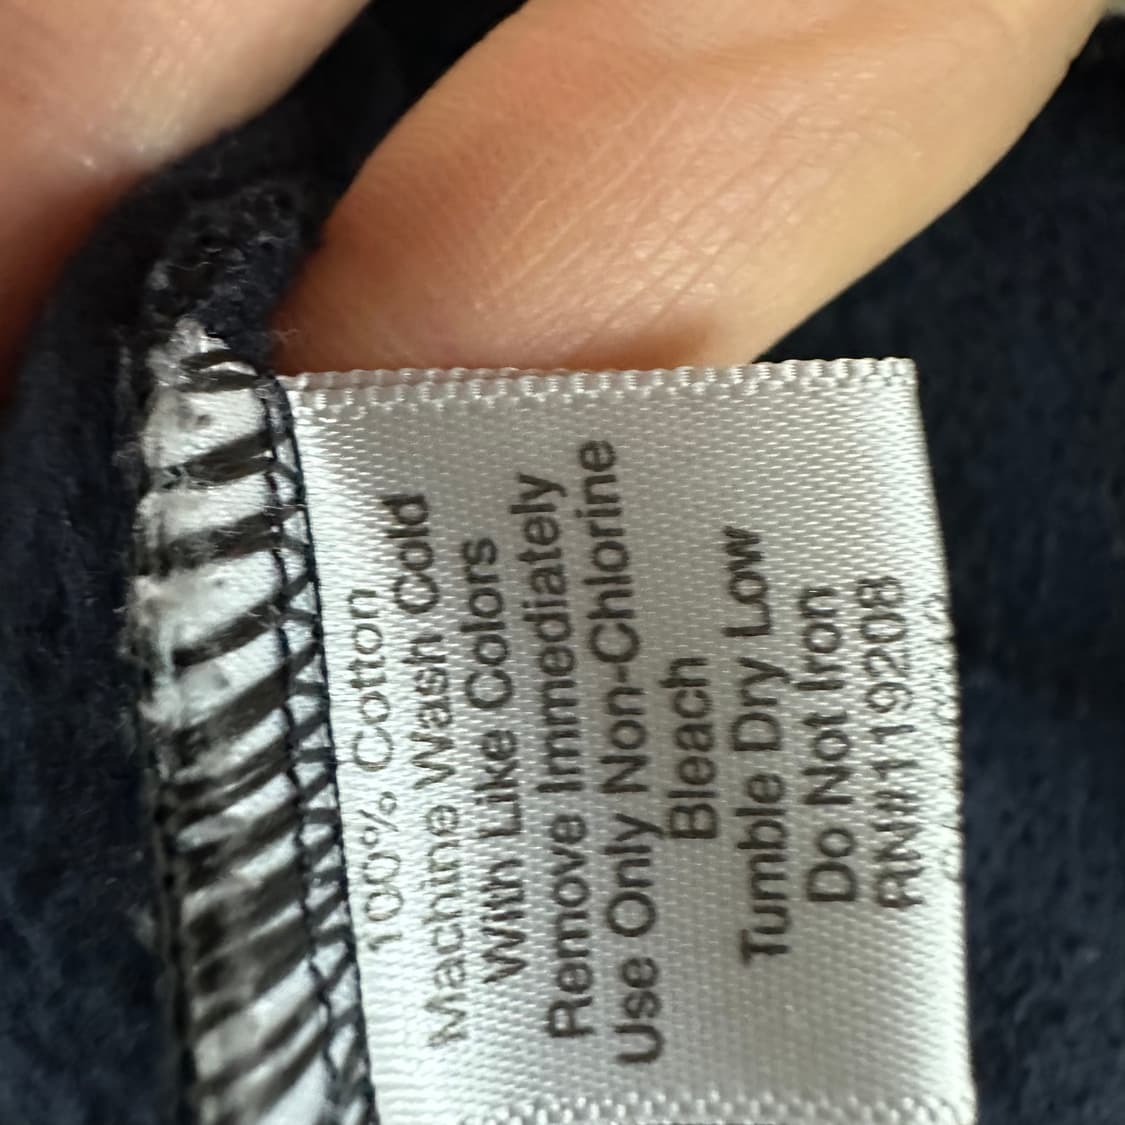 100% Cotton
Machine Wash Cold
With Like Colors
Remove Immediately
Use Only Non-Chlorine
Bleach
Tumble Dry Low
Do Not Iron
RN#119208